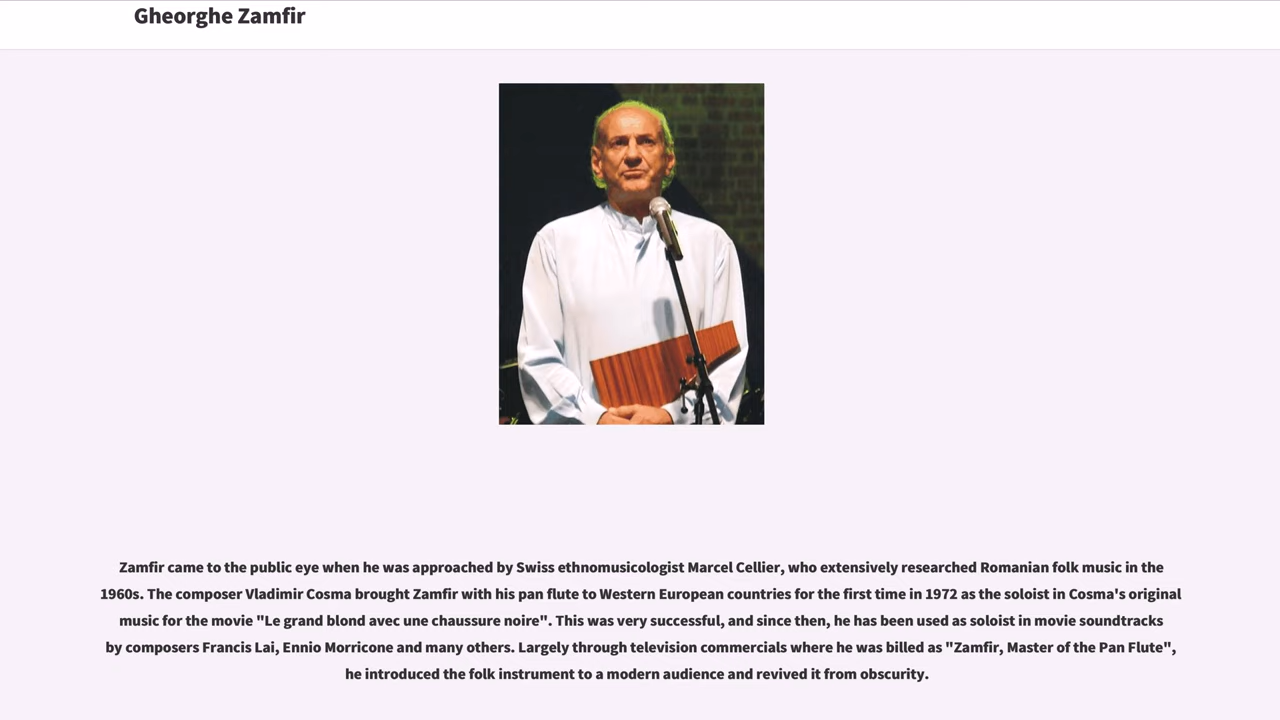 Gheorghe Zamfir
Zamfir came to the public eye when he was approached by Swiss ethnomusicologist Marcel Cellier, who extensively researched Romanian folk music in the
1960s. The composer Vladimir Cosma brought Zamfir with his pan flute to Western European countries for the first time in 1972 as the soloist in Cosma's original
music for the movie "Le grand blond avec une chaussure noire". This was very successful, and since then, he has been used as soloist in movie soundtracks
by composers Francis Lai, Ennio Morricone and many others. Largely through television commercials where he was billed as "Zamfir, Master of the Pan Flute",
he introduced the folk instrument to a modern audience and revived it from obscurity.